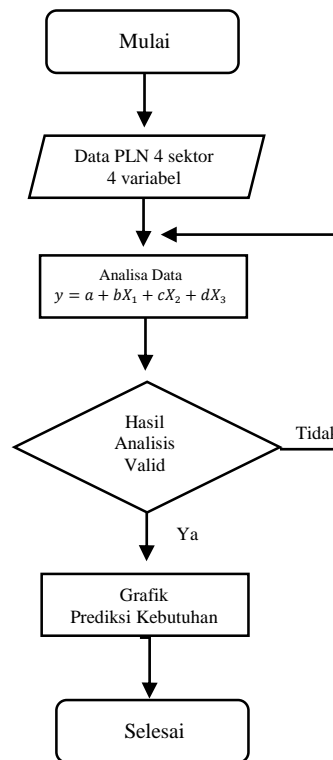 Mulai
Data PLN 4 sektor
4 variabel
Analisa Data
𝑦 = 𝑎 + 𝑏𝑋₁ + 𝑐𝑋₂ + 𝑑𝑋₃
Hasil
Analisis
Valid
Tidak
Ya
Grafik
Prediksi Kebutuhan
Selesai